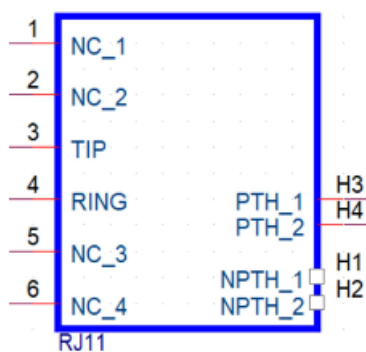 1 NC_1
2 NC_2
3 TIP
4 RING PTH_1 H3
PTH_2 H4
5 NC_3
NPTH_1 H1
6 NC_4 NPTH_2 H2
RJ11